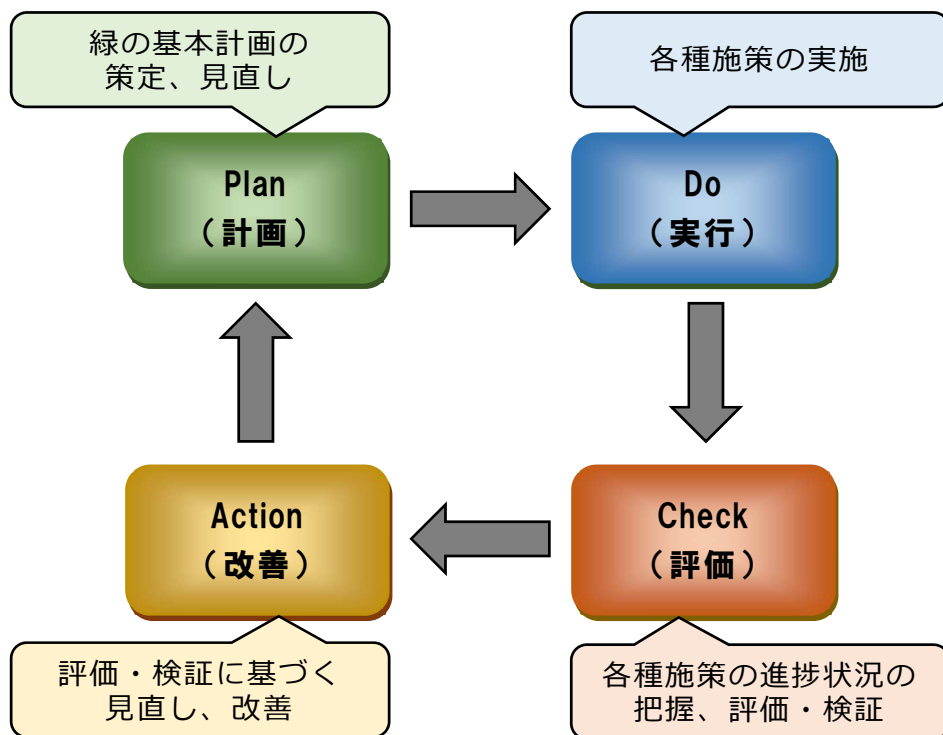 緑の基本計画の
策定、見直し
各種施策の実施
Plan
（計画）
Do
（実行）
Action
（改善）
Check
（評価）
評価・検証に基づく
見直し、改善
各種施策の進捗状況の
把握、評価・検証